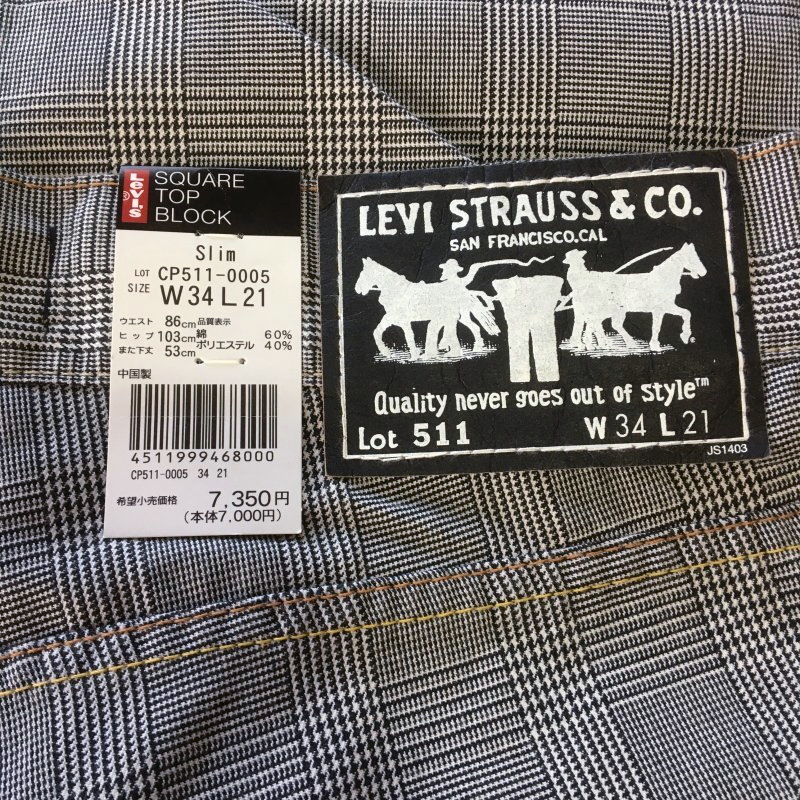 Levi's
SQUARE
TOP
BLOCK
Slim
LOT CP511-0005
SIZE W34 L21
ウエスト 86cm 品質表示
ヒップ 103cm 綿 60%
また下丈 53cm ポリエステル 40%
中国製
4511999468000
CP511-0005 34 21
希望小売価格 7,350円
(本体7,000円)
LEVI STRAUSS & CO.
SAN FRANCISCO,CAL
Quality never goes out of style™
Lot 511 W 34 L 21
JS1403